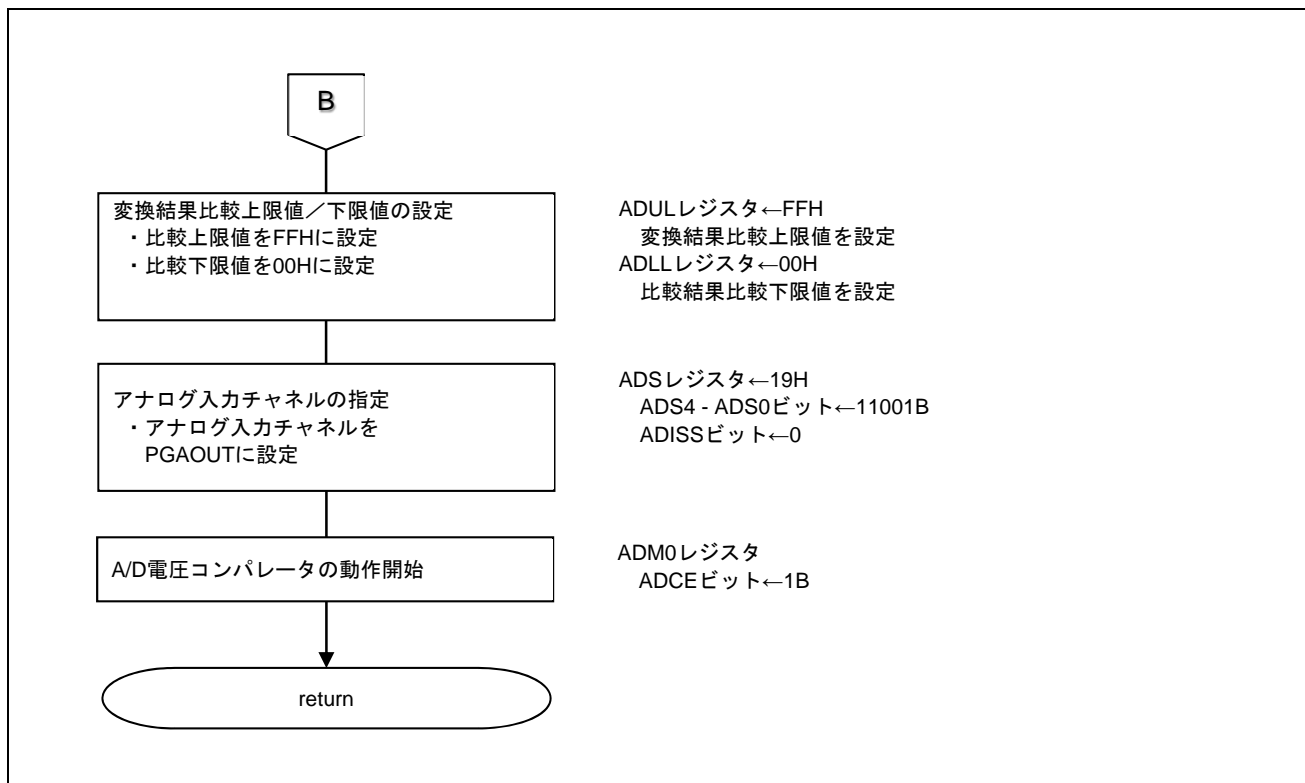 B
変換結果比較上限値／下限値の設定
・比較上限値をFFHに設定
・比較下限値を00Hに設定
ADULレジスタ←FFH
変換結果比較上限値を設定
ADLLレジスタ←00H
比較結果比較下限値を設定
アナログ入力チャネルの指定
・アナログ入力チャネルを
PGAOUTに設定
ADSレジスタ←19H
ADS4 - ADS0ビット←11001B
ADISSビット←0
A/D電圧コンパレータの動作開始
ADM0レジスタ
ADCEビット←1B
return